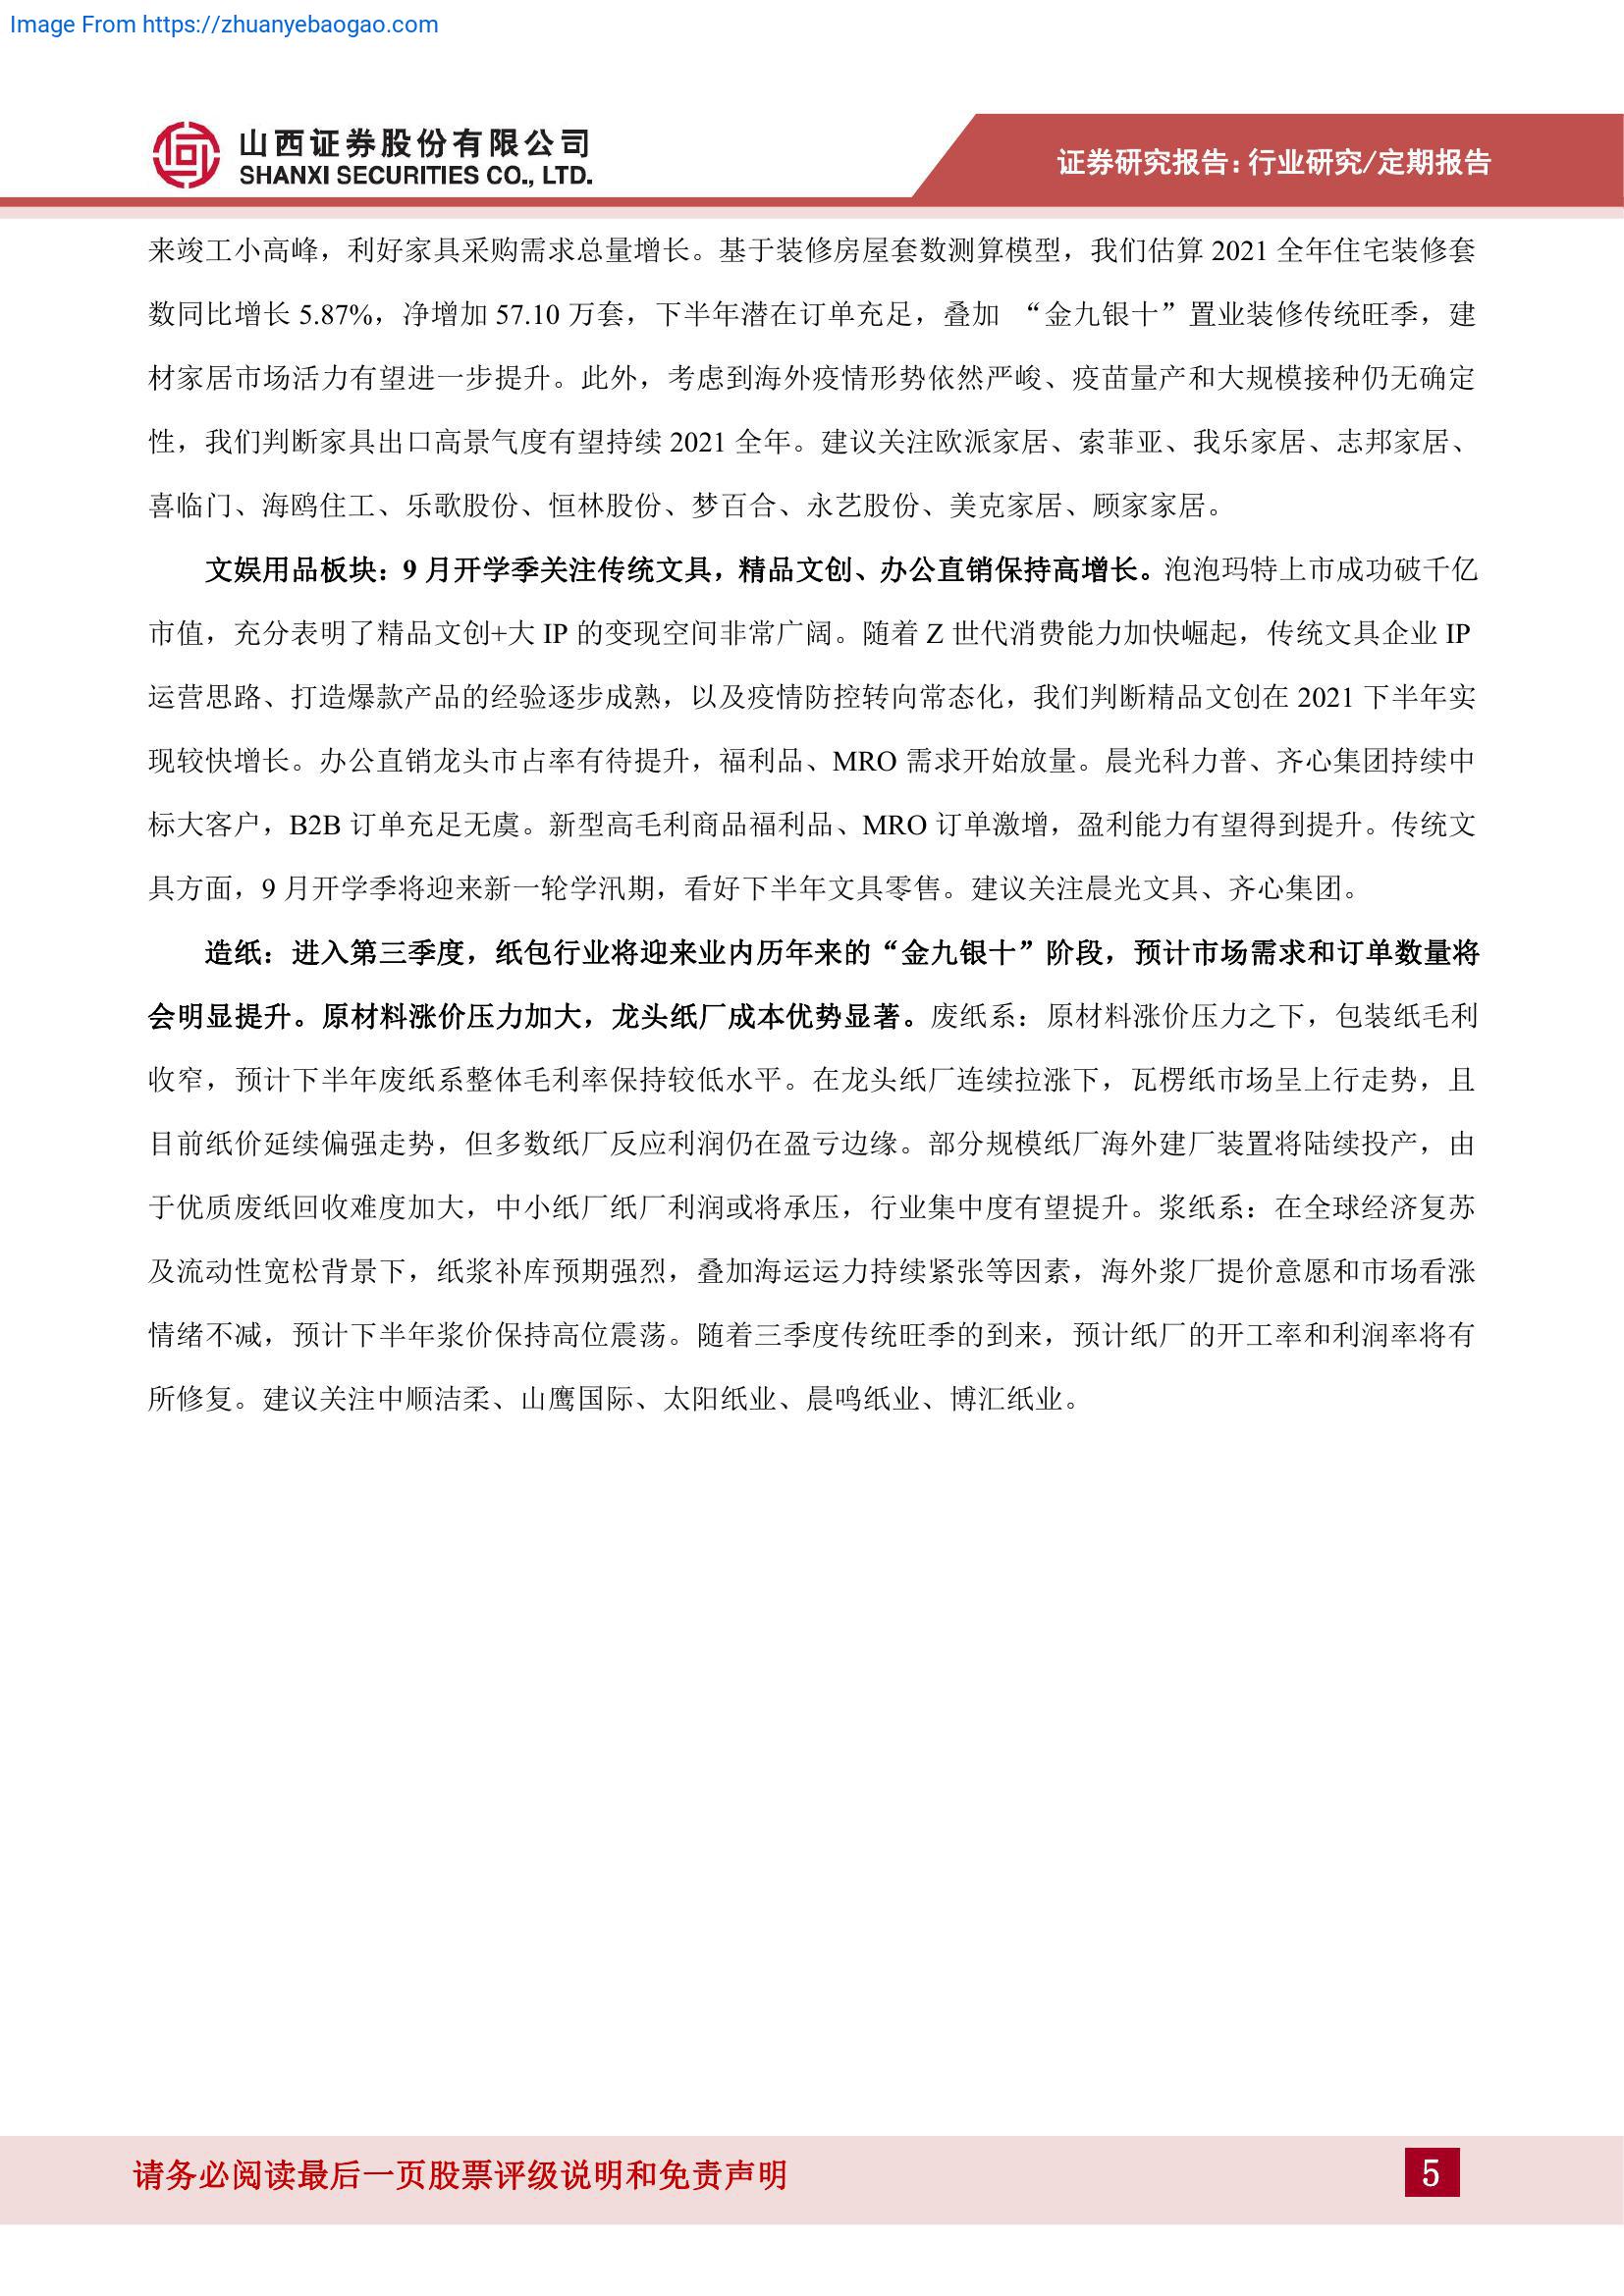 Image From https://zhuanyebaogao.com
山西证券股份有限公司
SHANXI SECURITIES CO., LTD.
证券研究报告：行业研究/定期报告
来竣工小高峰，利好家具采购需求总量增长。基于装修房屋套数测算模型，我们估算 2021 全年住宅装修套
数同比增长 5.87%，净增加 57.10 万套，下半年潜在订单充足，叠加 “金九银十”置业装修传统旺季，建
材家居市场活力有望进一步提升。此外，考虑到海外疫情形势依然严峻、疫苗量产和大规模接种仍无确定
性，我们判断家具出口高景气度有望持续 2021 全年。建议关注欧派家居、索菲亚、我乐家居、志邦家居、
喜临门、海鸥住工、乐歌股份、恒林股份、梦百合、永艺股份、美克家居、顾家家居。
文娱用品板块：9 月开学季关注传统文具，精品文创、办公直销保持高增长。泡泡玛特上市成功破千亿
市值，充分表明了精品文创+大 IP 的变现空间非常广阔。随着 Z 世代消费能力加快崛起，传统文具企业 IP
运营思路、打造爆款产品的经验逐步成熟，以及疫情防控转向常态化，我们判断精品文创在 2021 下半年实
现较快增长。办公直销龙头市占率有待提升，福利品、MRO 需求开始放量。晨光科力普、齐心集团持续中
标大客户，B2B 订单充足无虞。新型高毛利商品福利品、MRO 订单激增，盈利能力有望得到提升。传统文
具方面，9 月开学季将迎来新一轮学汛期，看好下半年文具零售。建议关注晨光文具、齐心集团。
造纸：进入第三季度，纸包行业将迎来业内历年来的“金九银十”阶段，预计市场需求和订单数量将
会明显提升。原材料涨价压力加大，龙头纸厂成本优势显著。废纸系：原材料涨价压力之下，包装纸毛利
收窄，预计下半年废纸系整体毛利率保持较低水平。在龙头纸厂连续拉涨下，瓦楞纸市场呈上行走势，且
目前纸价延续偏强走势，但多数纸厂反应利润仍在盈亏边缘。部分规模纸厂海外建厂装置将陆续投产，由
于优质废纸回收难度加大，中小纸厂纸厂利润或将承压，行业集中度有望提升。浆纸系：在全球经济复苏
及流动性宽松背景下，纸浆补库预期强烈，叠加海运运力持续紧张等因素，海外浆厂提价意愿和市场看涨
情绪不减，预计下半年浆价保持高位震荡。随着三季度传统旺季的到来，预计纸厂的开工率和利润率将有
所修复。建议关注中顺洁柔、山鹰国际、太阳纸业、晨鸣纸业、博汇纸业。
请务必阅读最后一页股票评级说明和免责声明
5